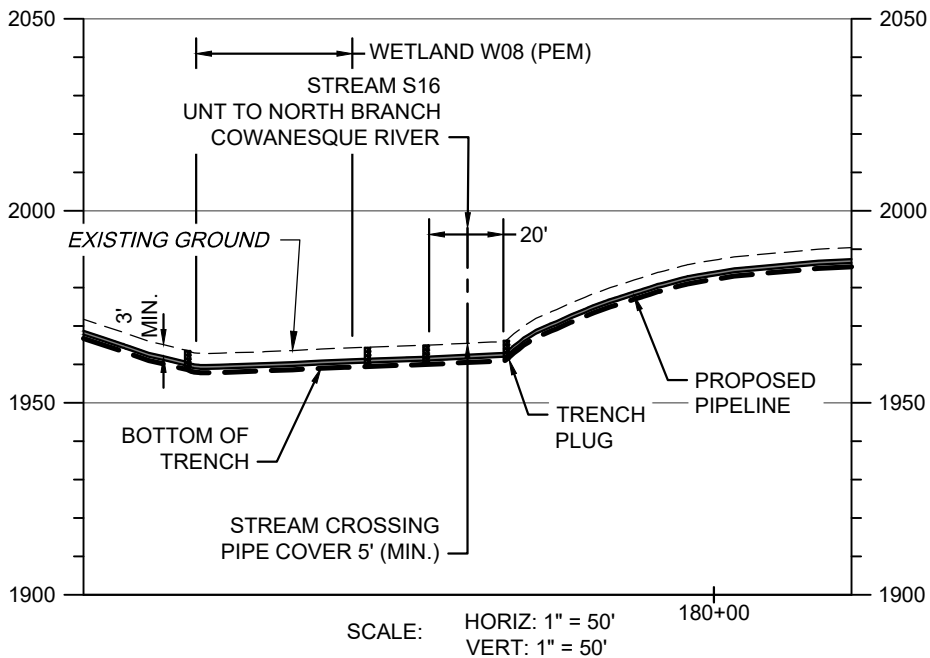 2050
2050
WETLAND W08 (PEM)
STREAM S16
UNT TO NORTH BRANCH
COWANESQUE RIVER
2000
2000
EXISTING GROUND
20'
3'
MIN.
PROPOSED
PIPELINE
1950
1950
TRENCH
PLUG
BOTTOM OF
TRENCH
STREAM CROSSING
PIPE COVER 5' (MIN.)
1900
1900
180+00
SCALE:
HORIZ: 1" = 50'
VERT: 1" = 50'